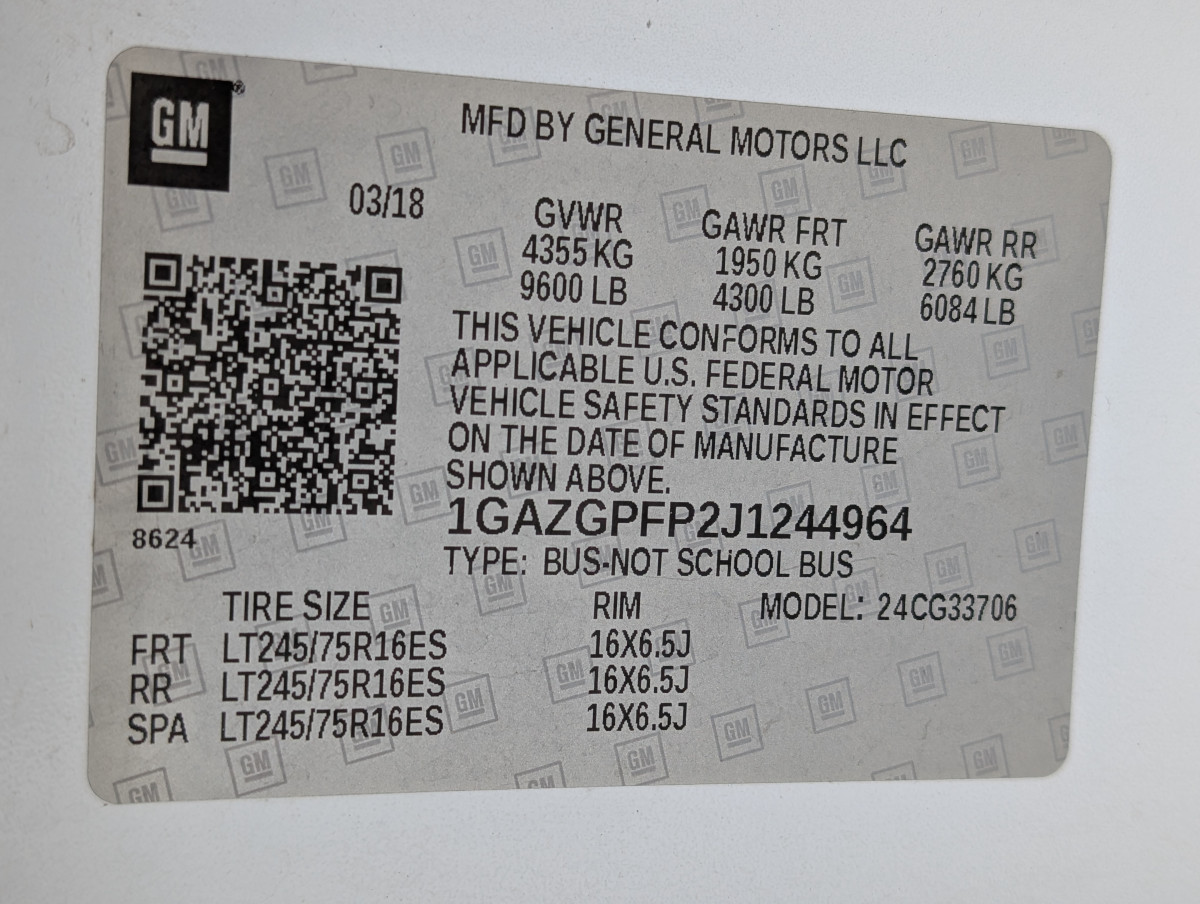 GM
MFD BY GENERAL MOTORS LLC
03/18
GVWR GAWR FRT GAWR RR
4355 KG 1950 KG 2760 KG
9600 LB 4300 LB 6084 LB
THIS VEHICLE CONFORMS TO ALL
APPLICABLE U.S. FEDERAL MOTOR
VEHICLE SAFETY STANDARDS IN EFFECT
ON THE DATE OF MANUFACTURE
SHOWN ABOVE.
1GAZGPFP2J1244964
8624
TYPE: BUS-NOT SCHOOL BUS
TIRE SIZE RIM MODEL: 24CG33706
FRT LT245/75R16ES 16X6.5J
RR LT245/75R16ES 16X6.5J
SPA LT245/75R16ES 16X6.5J